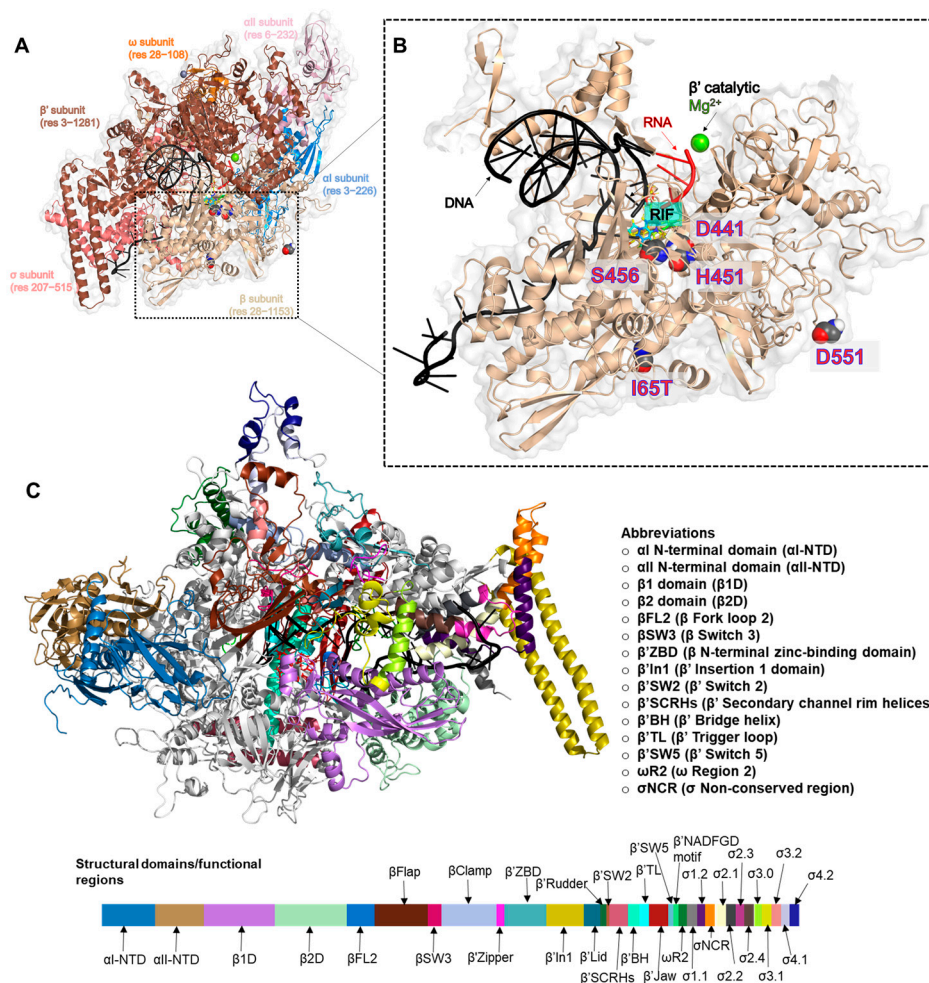 A
ω subunit
(res 28–108)
αII subunit
(res 6–232)
β' subunit
(res 3–1281)
αI subunit
(res 3–226)
σ subunit
(res 207–515
β subunit
(res 28–1153)
B
β' catalytic
Mg2+
RNA
DNA
RIF
D441
S456
H451
D551
I65T
C
Abbreviations
○ αI N-terminal domain (αI-NTD)
○ αII N-terminal domain (αII-NTD)
○ β1 domain (β1D)
○ β2 domain (β2D)
○ βFL2 (β Fork loop 2)
○ βSW3 (β Switch 3)
○ β'ZBD (β N-terminal zinc-binding domain)
○ β'In1 (β' Insertion 1 domain)
○ β'SW2 (β' Switch 2)
○ β'SCRHs (β' Secondary channel rim helices
○ β'BH (β' Bridge helix)
○ β'TL (β' Trigger loop)
○ β'SW5 (β' Switch 5)
○ ωR2 (ω Region 2)
○ σNCR (σ Non-conserved region)
Structural domains/functional
regions
βFlap
βClamp
β'ZBD
β'Rudder
β'SW2
β'SW5
β'TL
β'NADFGD
motif
σ1.2
σ2.1
σ2.3
σ3.0
σ3.2
σ4.2
αI-NTD
αII-NTD
β1D
β2D
βFL2
βSW3
β'Zipper
β'In1
β'Lid
β'SCRHs
β'BH
β'Jaw
ωR2
σ1.1
σNCR
σ2.2
σ2.4
σ3.1
σ4.1